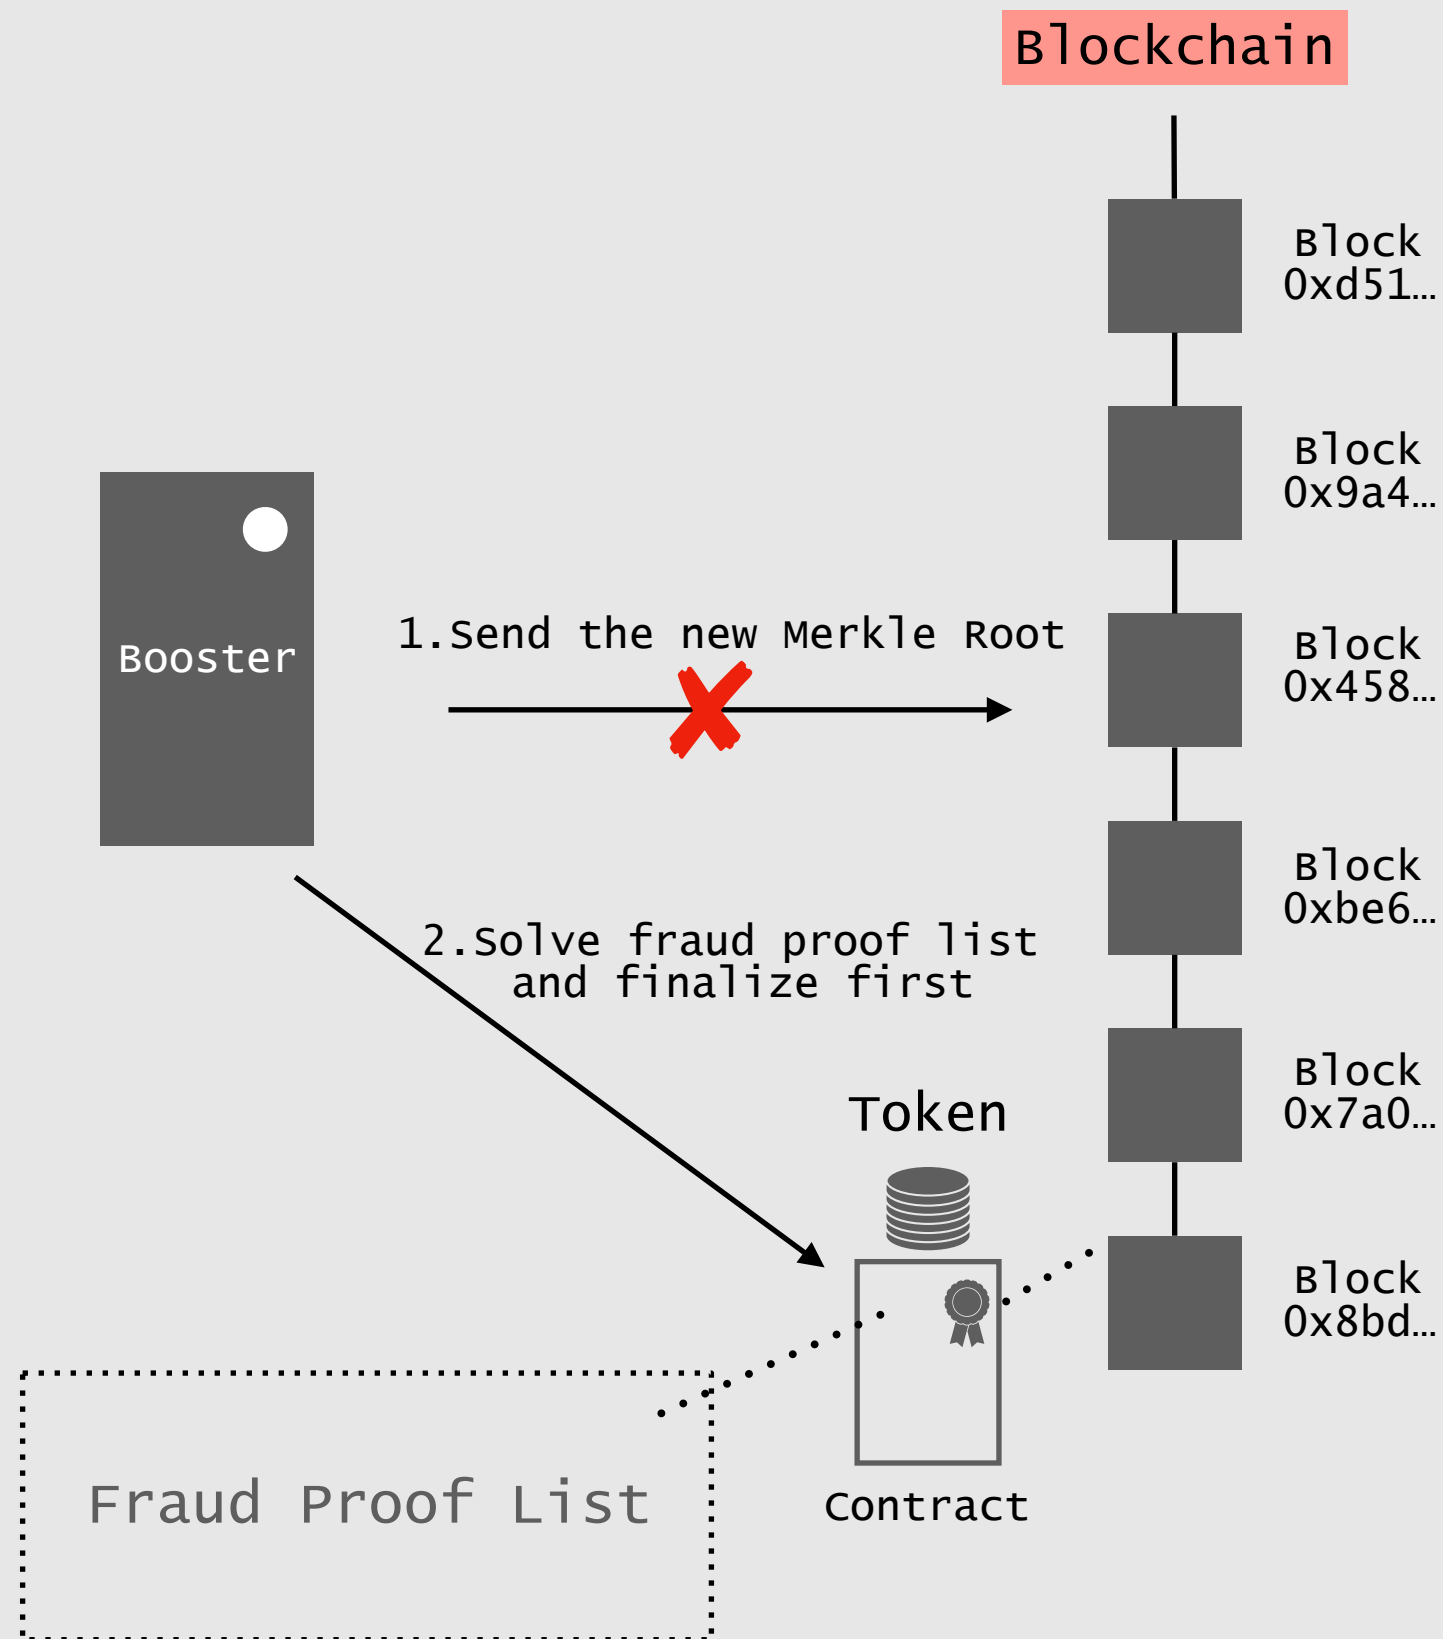 Blockchain
Block
0xd51…
Block
0x9a4…
Booster
1.Send the new Merkle Root
Block
0x458…
Block
0xbe6…
2.Solve fraud proof list
and finalize first
Block
0x7a0…
Token
Block
0x8bd…
Fraud Proof List
Contract